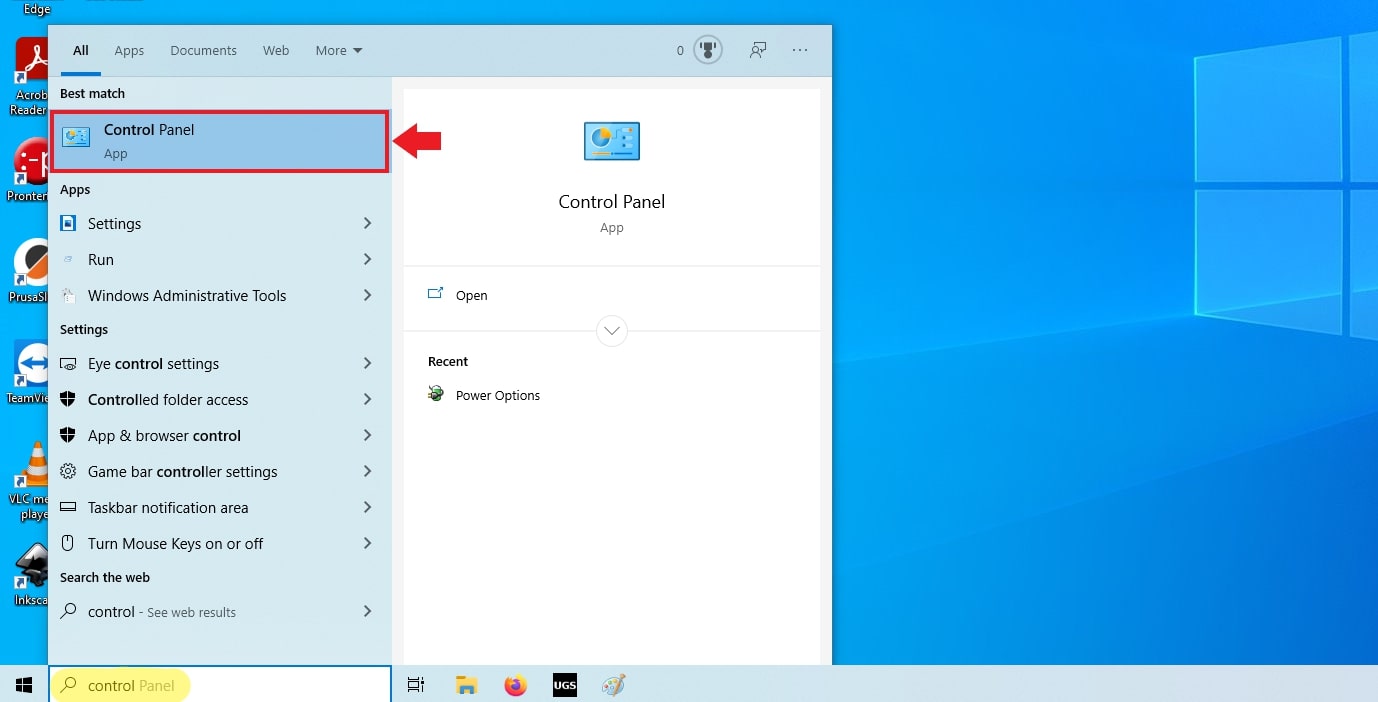 Edge
All Apps Documents Web More 0 ...
Best match
Control Panel
App
Apps
Settings
Run
Windows Administrative Tools
Settings
Eye control settings
Controlled folder access
App & browser control
Game bar controller settings
Taskbar notification area
Turn Mouse Keys on or off
Search the web
control - See web results
control Panel
Control Panel
App
Open
Recent
Power Options
Acrob
Reader
Pronter
PrusaSl
TeamVie
VLC me
playe
Inksca
UGS